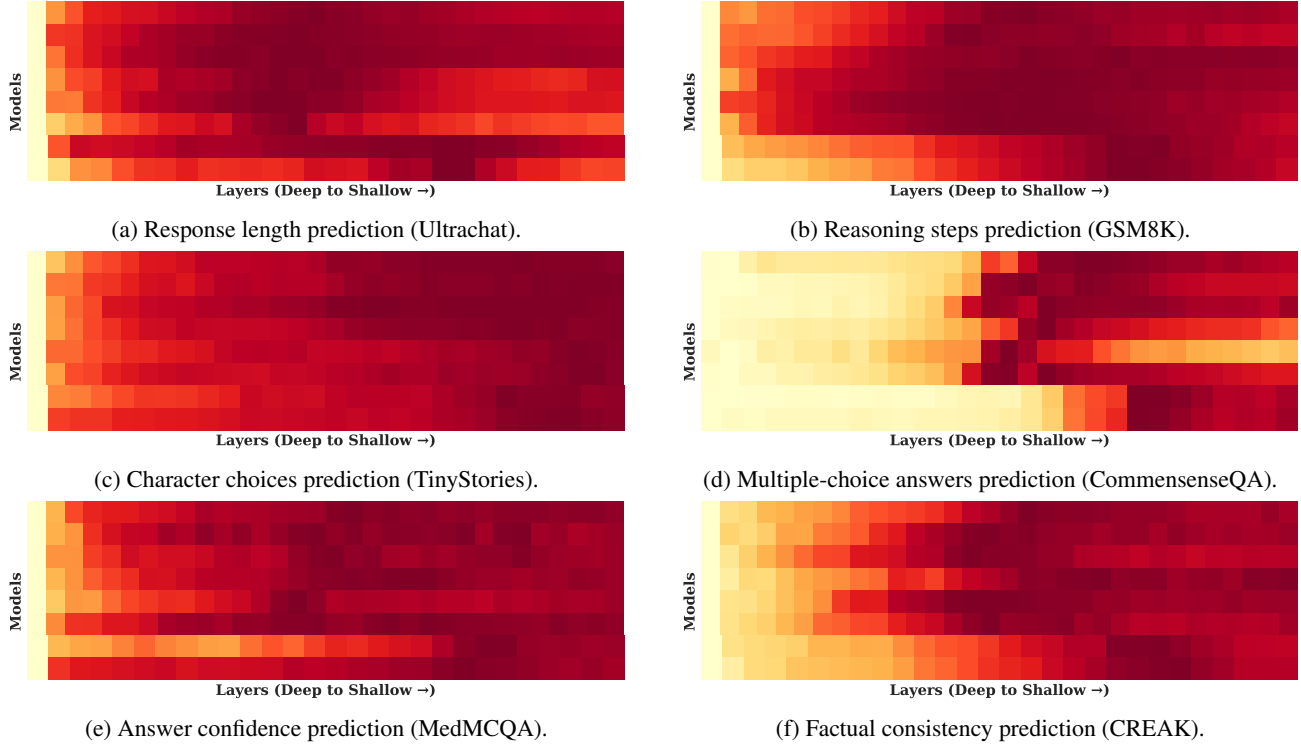 Models
Models
Layers (Deep to Shallow →)
Layers (Deep to Shallow →)
(a) Response length prediction (Ultrachat).
(b) Reasoning steps prediction (GSM8K).
Models
Models
Layers (Deep to Shallow →)
Layers (Deep to Shallow →)
(c) Character choices prediction (TinyStories).
(d) Multiple-choice answers prediction (CommensenseQA).
Models
Models
Layers (Deep to Shallow →)
Layers (Deep to Shallow →)
(e) Answer confidence prediction (MedMCQA).
(f) Factual consistency prediction (CREAK).